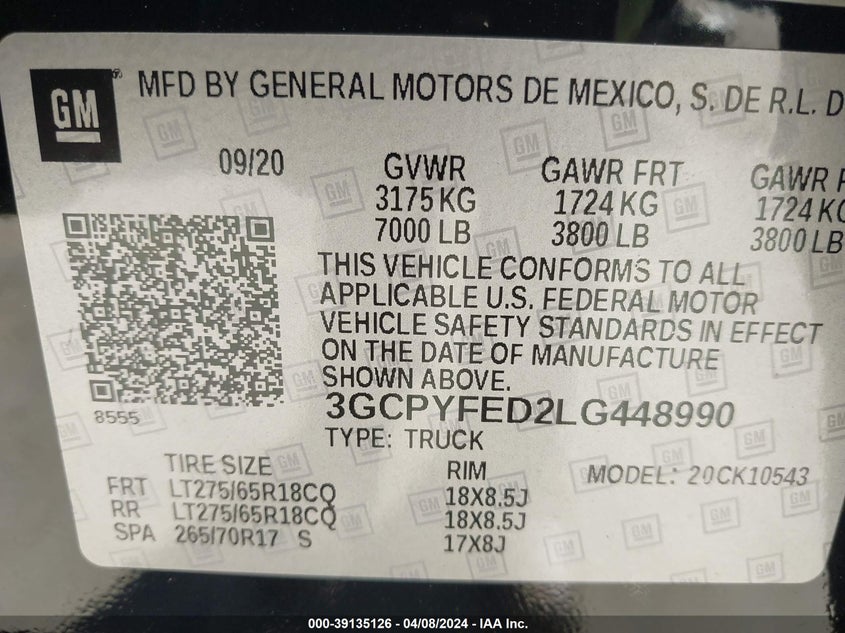 GM
MFD BY GENERAL MOTORS DE MEXICO, S. DE R.L. D
09/20
GVWR GAWR FRT GAWR
3175 KG 1724 KG 1724 KG
7000 LB 3800 LB 3800 LB
THIS VEHICLE CONFORMS TO ALL
APPLICABLE U.S. FEDERAL MOTOR
VEHICLE SAFETY STANDARDS IN EFFECT
ON THE DATE OF MANUFACTURE
SHOWN ABOVE.
8555
3GCPYFED2LG448990
TYPE: TRUCK
TIRE SIZE RIM MODEL: 20CK10543
FRT LT275/65R18CQ 18X8.5J
RR LT275/65R18CQ 18X8.5J
SPA 265/70R17 S 17X8J
000-39135126 - 04/08/2024 - IAA Inc.